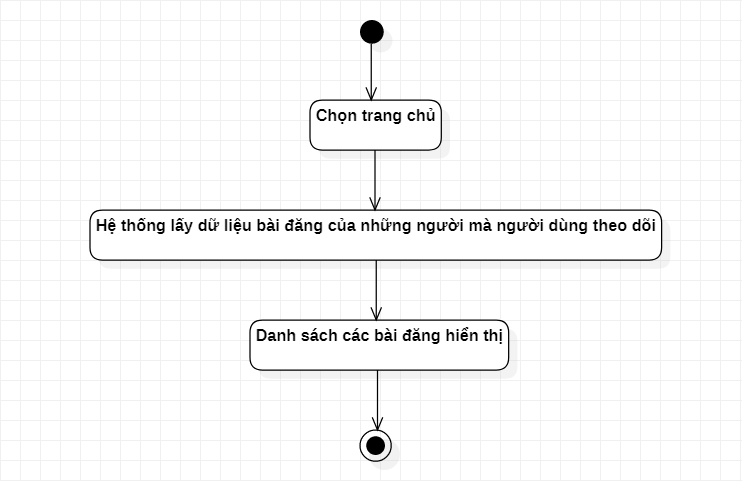 Chọn trang chủ
Hệ thống lấy dữ liệu bài đăng của những người mà người dùng theo dõi
Danh sách các bài đăng hiển thị